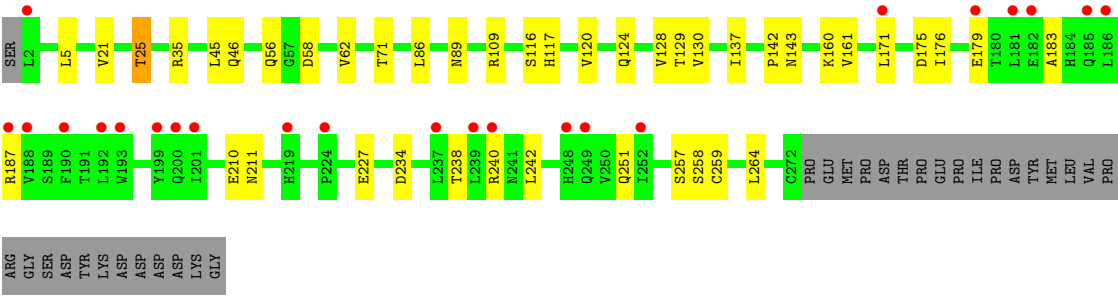 SER L2 L5 V21 T25 R35 L45 Q46 Q56 G57 D58 V62 T71 L86 N89 R109 S116 H117 V120 Q124 V128 T129 V130 I137 P142 N143 K160 V161 L171 D175 I176 E179 T180 L181 E182 A183 H184 Q185 L186
R187 V188 S189 F190 T191 L192 W193 Y199 Q200 I201 E210 N211 H219 P224 E227 D234 L237 T238 L239 R240 N241 L242 H248 Q249 V250 Q251 I252 S257 S258 C259 L264 C272 PRO GLU MET PRO ASP THR PRO GLU PRO ILE PRO ASP TYR MET LEU VAL PRO
ARG GLY SER ASP TYR LYS ASP ASP ASP ASP LYS GLY